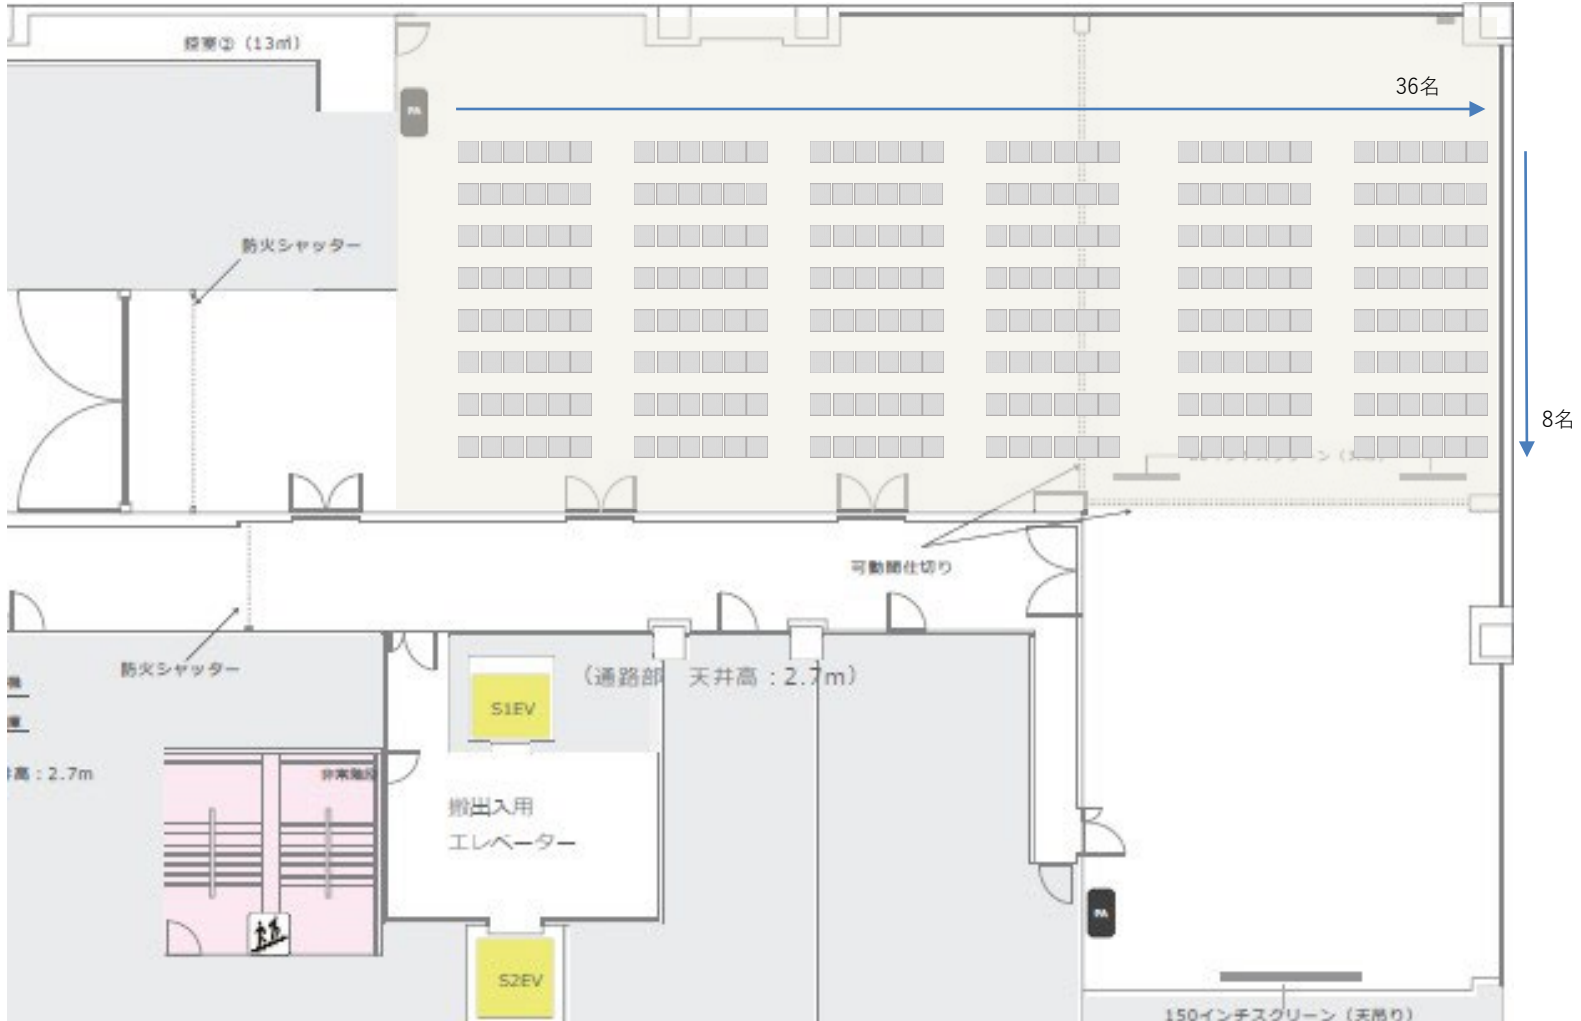 控室②（13㎡）
36名
PA
防火シャッター
8名
可動間仕切り
防火シャッター
（通路部　天井高：2.7m）
S1EV
高：2.7m
非常階段
搬出入用
エレベーター
PA
S2EV
150インチスクリーン（天吊り）